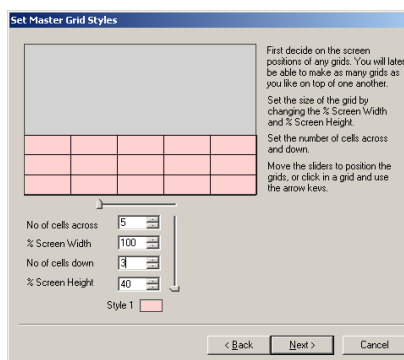 Set Master Grid Styles
First decide on the screen
positions of any grids. You will later
be able to make as many grids as
you like on top of one another.
Set the size of the grid by
changing the % Screen Width
and % Screen Height.
Set the number of cells across
and down.
Move the sliders to position the
grids, or click in a grid and use
the arrow keys.
No of cells across 5
% Screen Width 100
No of cells down 3
% Screen Height 40
Style 1
< Back Next > Cancel